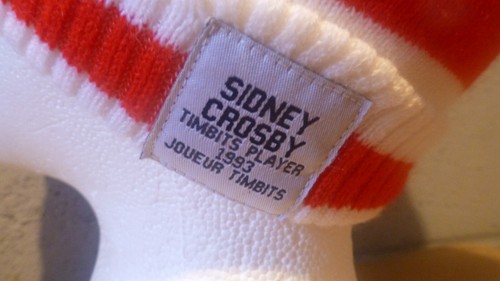 SIDNEY
CROSBY
TIMBITS PLAYER
1993
JOUEUR TIMBITS